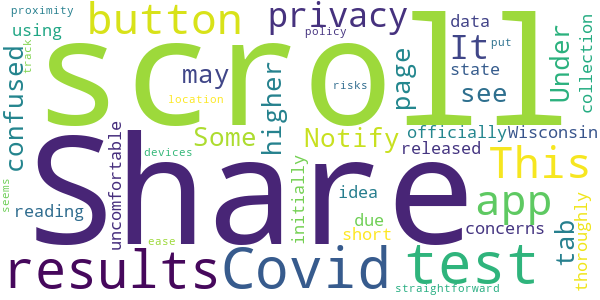 proximity
using
button
privacy
policy
data
put
collection
track
scroll
confused
may
It
state
page
Under
higher
see
risks
location
Some
Notify
officially
Wisconsin
released
This
Share
uncomfortable
devices
initially
idea
app
seems
reading
due
short
concerns
tab
thoroughly
results
ease
Covid
test
straightforward